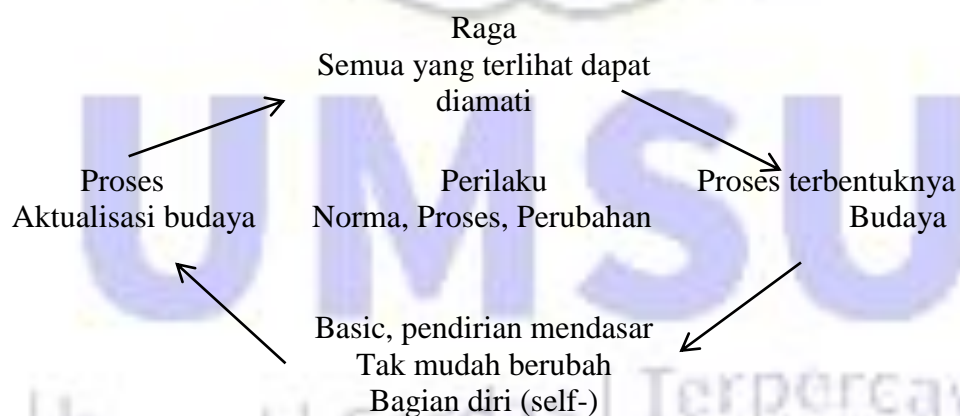 Raga
Semua yang terlihat dapat
diamati
Proses
Aktualisasi budaya
Perilaku
Norma, Proses, Perubahan
Proses terbentuknya
Budaya
Basic, pendirian mendasar
Tak mudah berubah
Bagian diri (self-)
UMSU